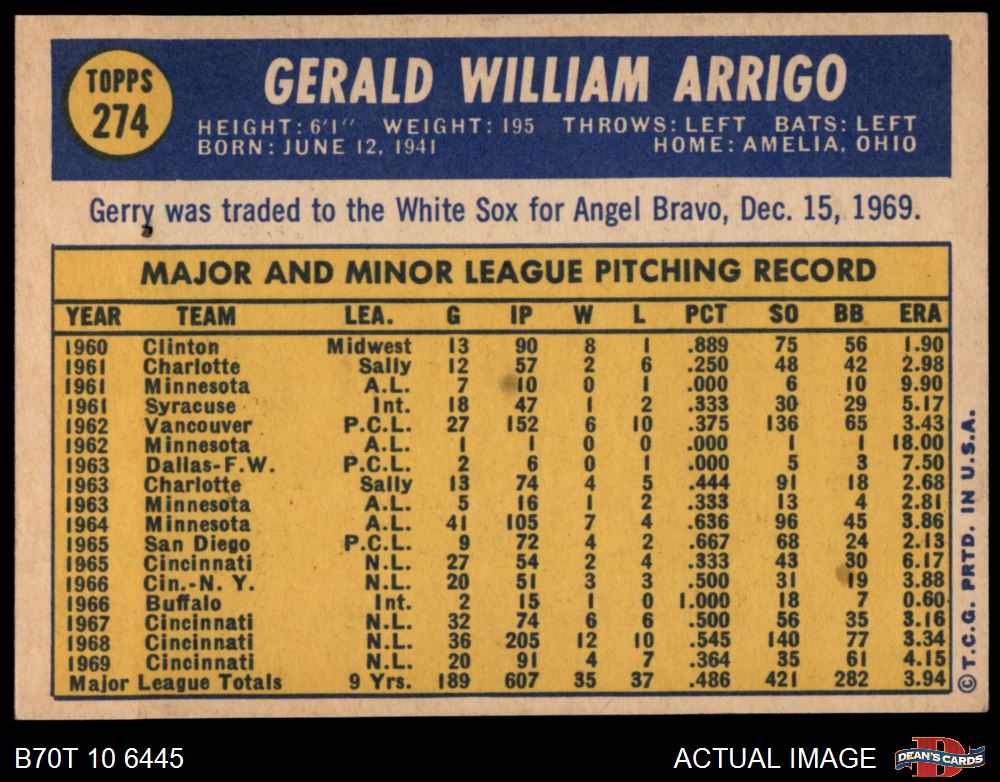 TOPPS
274
GERALD WILLIAM ARRIGO
HEIGHT: 6'1" WEIGHT: 195 THROWS: LEFT BATS: LEFT
BORN: JUNE 12, 1941 HOME: AMELIA, OHIO
Gerry was traded to the White Sox for Angel Bravo, Dec. 15, 1969.
MAJOR AND MINOR LEAGUE PITCHING RECORD
YEAR TEAM LEA. G IP W L PCT SO BB ERA
1960 Clinton Midwest 13 90 8 1 .889 75 56 1.90
1961 Charlotte Sally 12 57 2 6 .250 48 42 2.98
1961 Minnesota A.L. 7 10 0 1 .000 6 10 9.90
1961 Syracuse Int. 18 47 1 2 .333 30 29 5.17
1962 Vancouver P.C.L. 27 152 6 10 .375 136 65 3.43
1962 Minnesota A.L. 1 1 0 0 .000 1 1 18.00
1963 Dallas-F.W. P.C.L. 2 6 0 1 .000 5 3 7.50
1963 Charlotte Sally 13 74 4 5 .444 91 18 2.68
1963 Minnesota A.L. 5 16 1 2 .333 13 4 2.81
1964 Minnesota A.L. 41 105 7 4 .636 96 45 3.86
1965 San Diego P.C.L. 9 72 4 2 .667 68 24 2.13
1965 Cincinnati N.L. 27 54 2 4 .333 43 30 6.17
1966 Cin.-N. Y. N.L. 20 51 3 3 .500 31 19 3.88
1966 Buffalo Int. 2 15 1 0 1.000 18 7 0.60
1967 Cincinnati N.L. 32 74 6 6 .500 56 35 3.16
1968 Cincinnati N.L. 36 205 12 10 .545 140 77 3.34
1969 Cincinnati N.L. 20 91 4 7 .364 35 61 4.15
Major League Totals 9 Yrs. 189 607 35 37 .486 421 282 3.94
© T.C.G. PRTD. IN U.S.A.
B70T 10 6445 ACTUAL IMAGE
D
DEAN'S CARDS